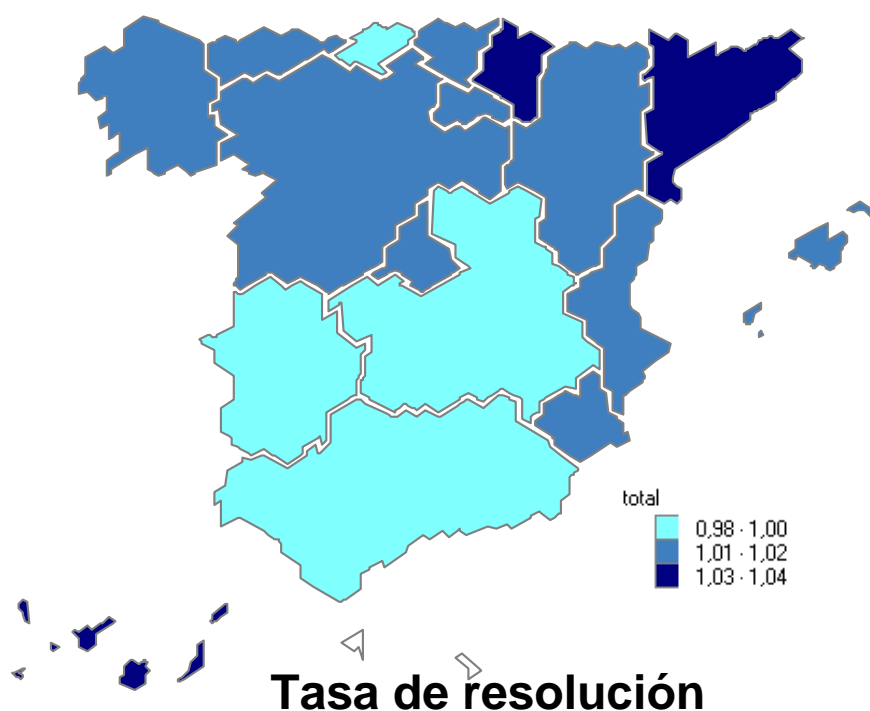 total
0,98 - 1,00
1,01 - 1,02
1,03 - 1,04
Tasa de resolución